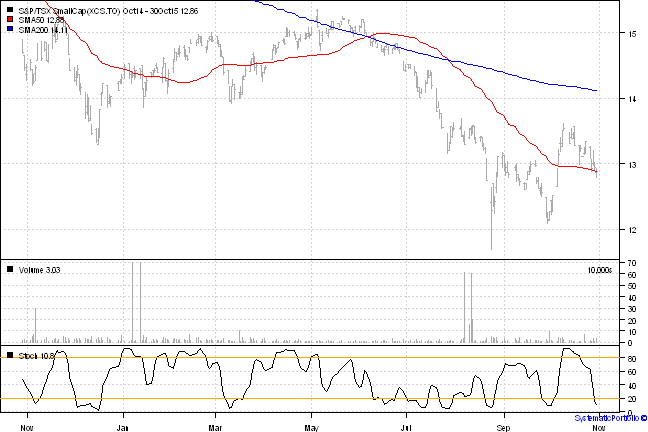 S&P/TSX SmallCap(XCS.TO) Oct14 - 30Oct15 12.86
SMA50 12.88
SMA200 14.11
15
14
13
12
Volume 3.03
10,000s
70
60
50
40
30
20
10
0
Stoch 10.8
80
60
40
20
0
Nov Jan Mar May Jul Sep Nov
SystematicPortfolio ©